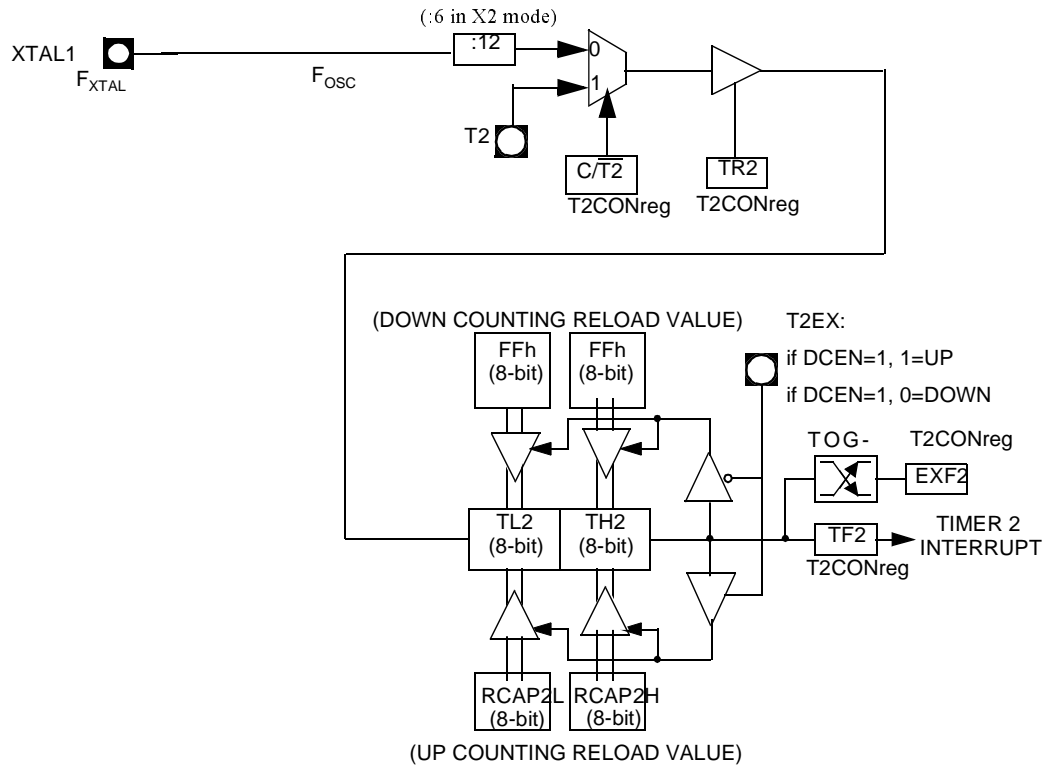 (:6 in X2 mode)
XTAL1
:12
0
F_XTAL
F_OSC
1
T2
C/T2̅
TR2
T2CONreg
T2CONreg
(DOWN COUNTING RELOAD VALUE)
T2EX:
FFh
(8-bit)
FFh
(8-bit)
if DCEN=1, 1=UP
if DCEN=1, 0=DOWN
TOG-
T2CONreg
EXF2
TL2
(8-bit)
TH2
(8-bit)
TF2
TIMER 2
INTERRUPT
T2CONreg
RCAP2L
(8-bit)
RCAP2H
(8-bit)
(UP COUNTING RELOAD VALUE)